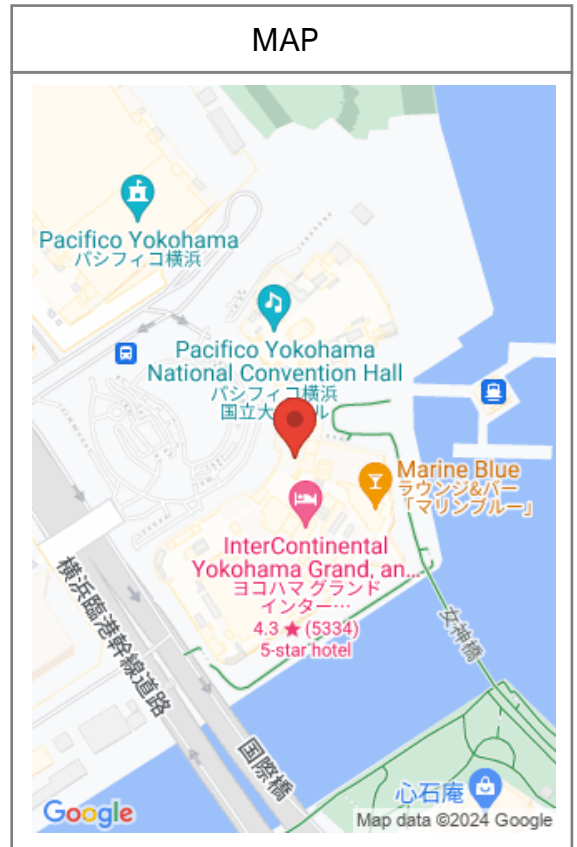 MAP
Pacifico Yokohama
パシフィコ横浜
Pacifico Yokohama
National Convention Hall
パシフィコ横浜
国立大
ル
Marine Blue
ラウンジ&バー
「マリンブルー」
InterContinental
Yokohama Grand, an...
ヨコハマ グランド
インター…
4.3 ★ (5334)
5-star hotel
横浜臨港幹線道路
女神橋
国際橋
心石庵
Google
Map data ©2024 Google